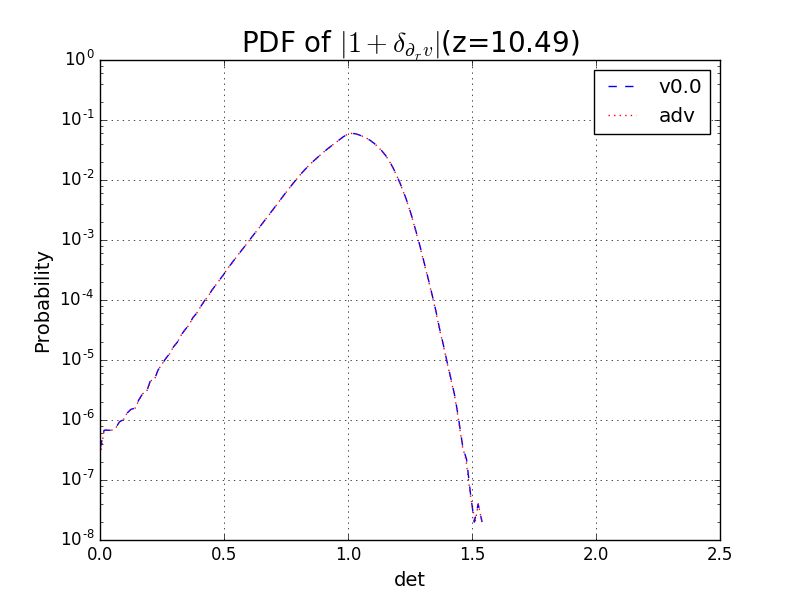 PDF of |1 + δ_{∂_r v}|(z=10.49)
v0.0
adv
10^0
10^-1
10^-2
10^-3
10^-4
10^-5
10^-6
10^-7
10^-8
Probability
0.0 0.5 1.0 1.5 2.0 2.5
det